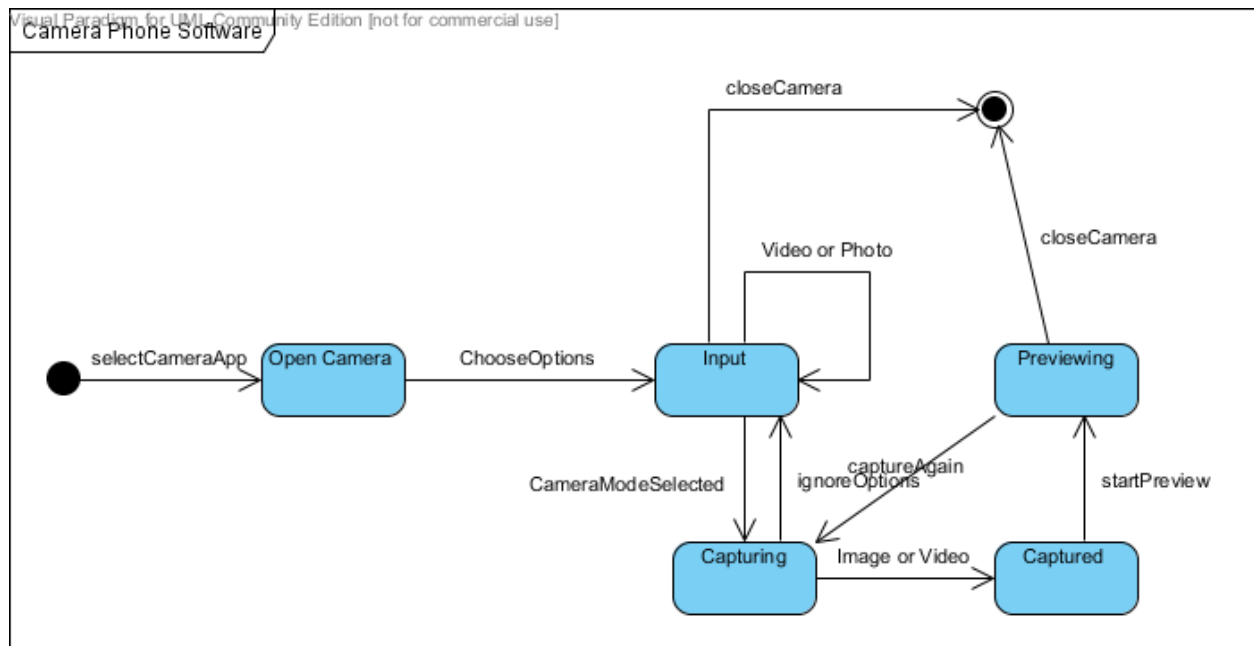 Visual Paradigm for UML Community Edition [not for commercial use]
Camera Phone Software
closeCamera
Video or Photo
closeCamera
selectCameraApp
Open Camera
ChooseOptions
Input
Previewing
captureAgain
CameraModeSelected
ignoreOptions
startPreview
Capturing
Image or Video
Captured